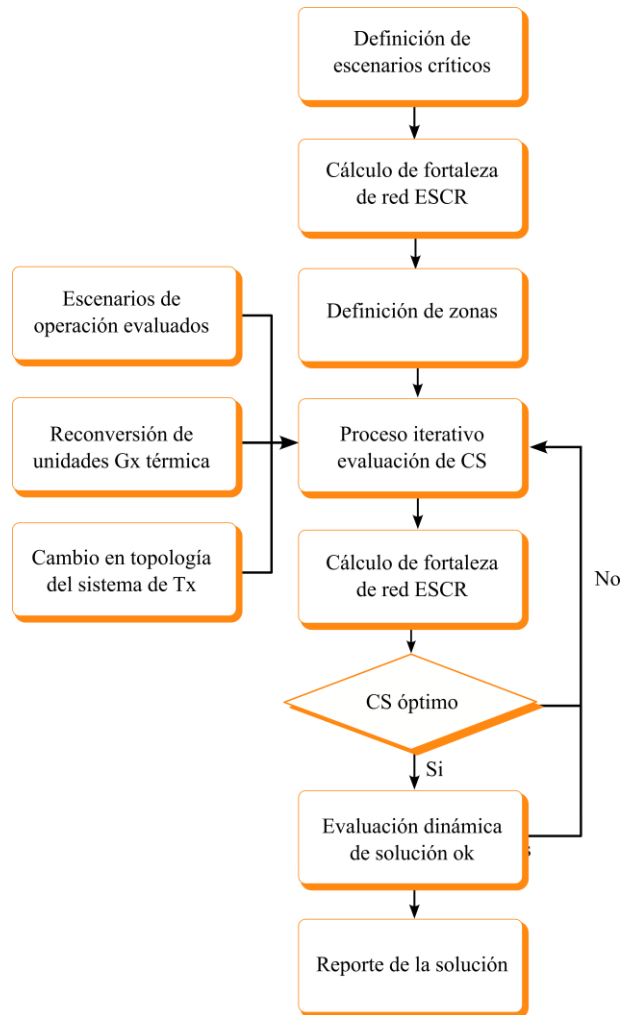 Definición de
escenarios críticos
Cálculo de fortaleza
de red ESCR
Definición de zonas
Escenarios de
operación evaluados
Reconversión de
unidades Gx térmica
Cambio en topología
del sistema de Tx
Proceso iterativo
evaluación de CS
Cálculo de fortaleza
de red ESCR
No
CS óptimo
Si
Evaluación dinámica
de solución ok
Reporte de la solución